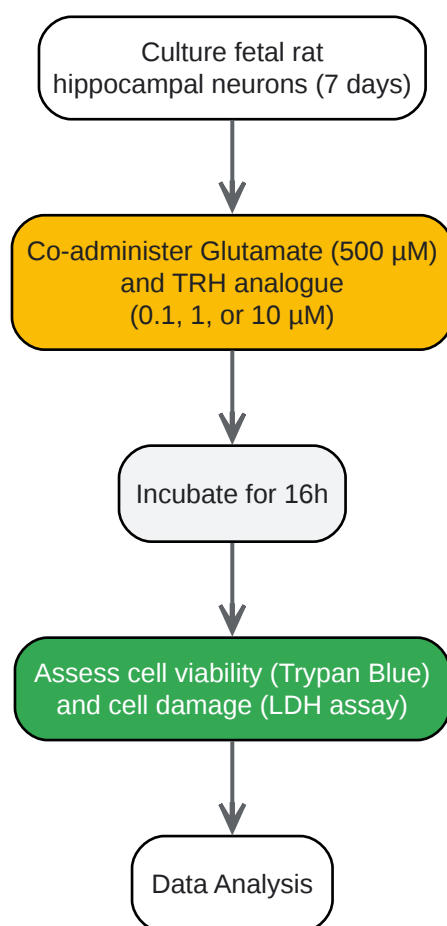 Culture fetal rat
hippocampal neurons (7 days)
Co-administer Glutamate (500 µM)
and TRH analogue
(0.1, 1, or 10 µM)
Incubate for 16h
Assess cell viability (Trypan Blue)
and cell damage (LDH assay)
Data Analysis